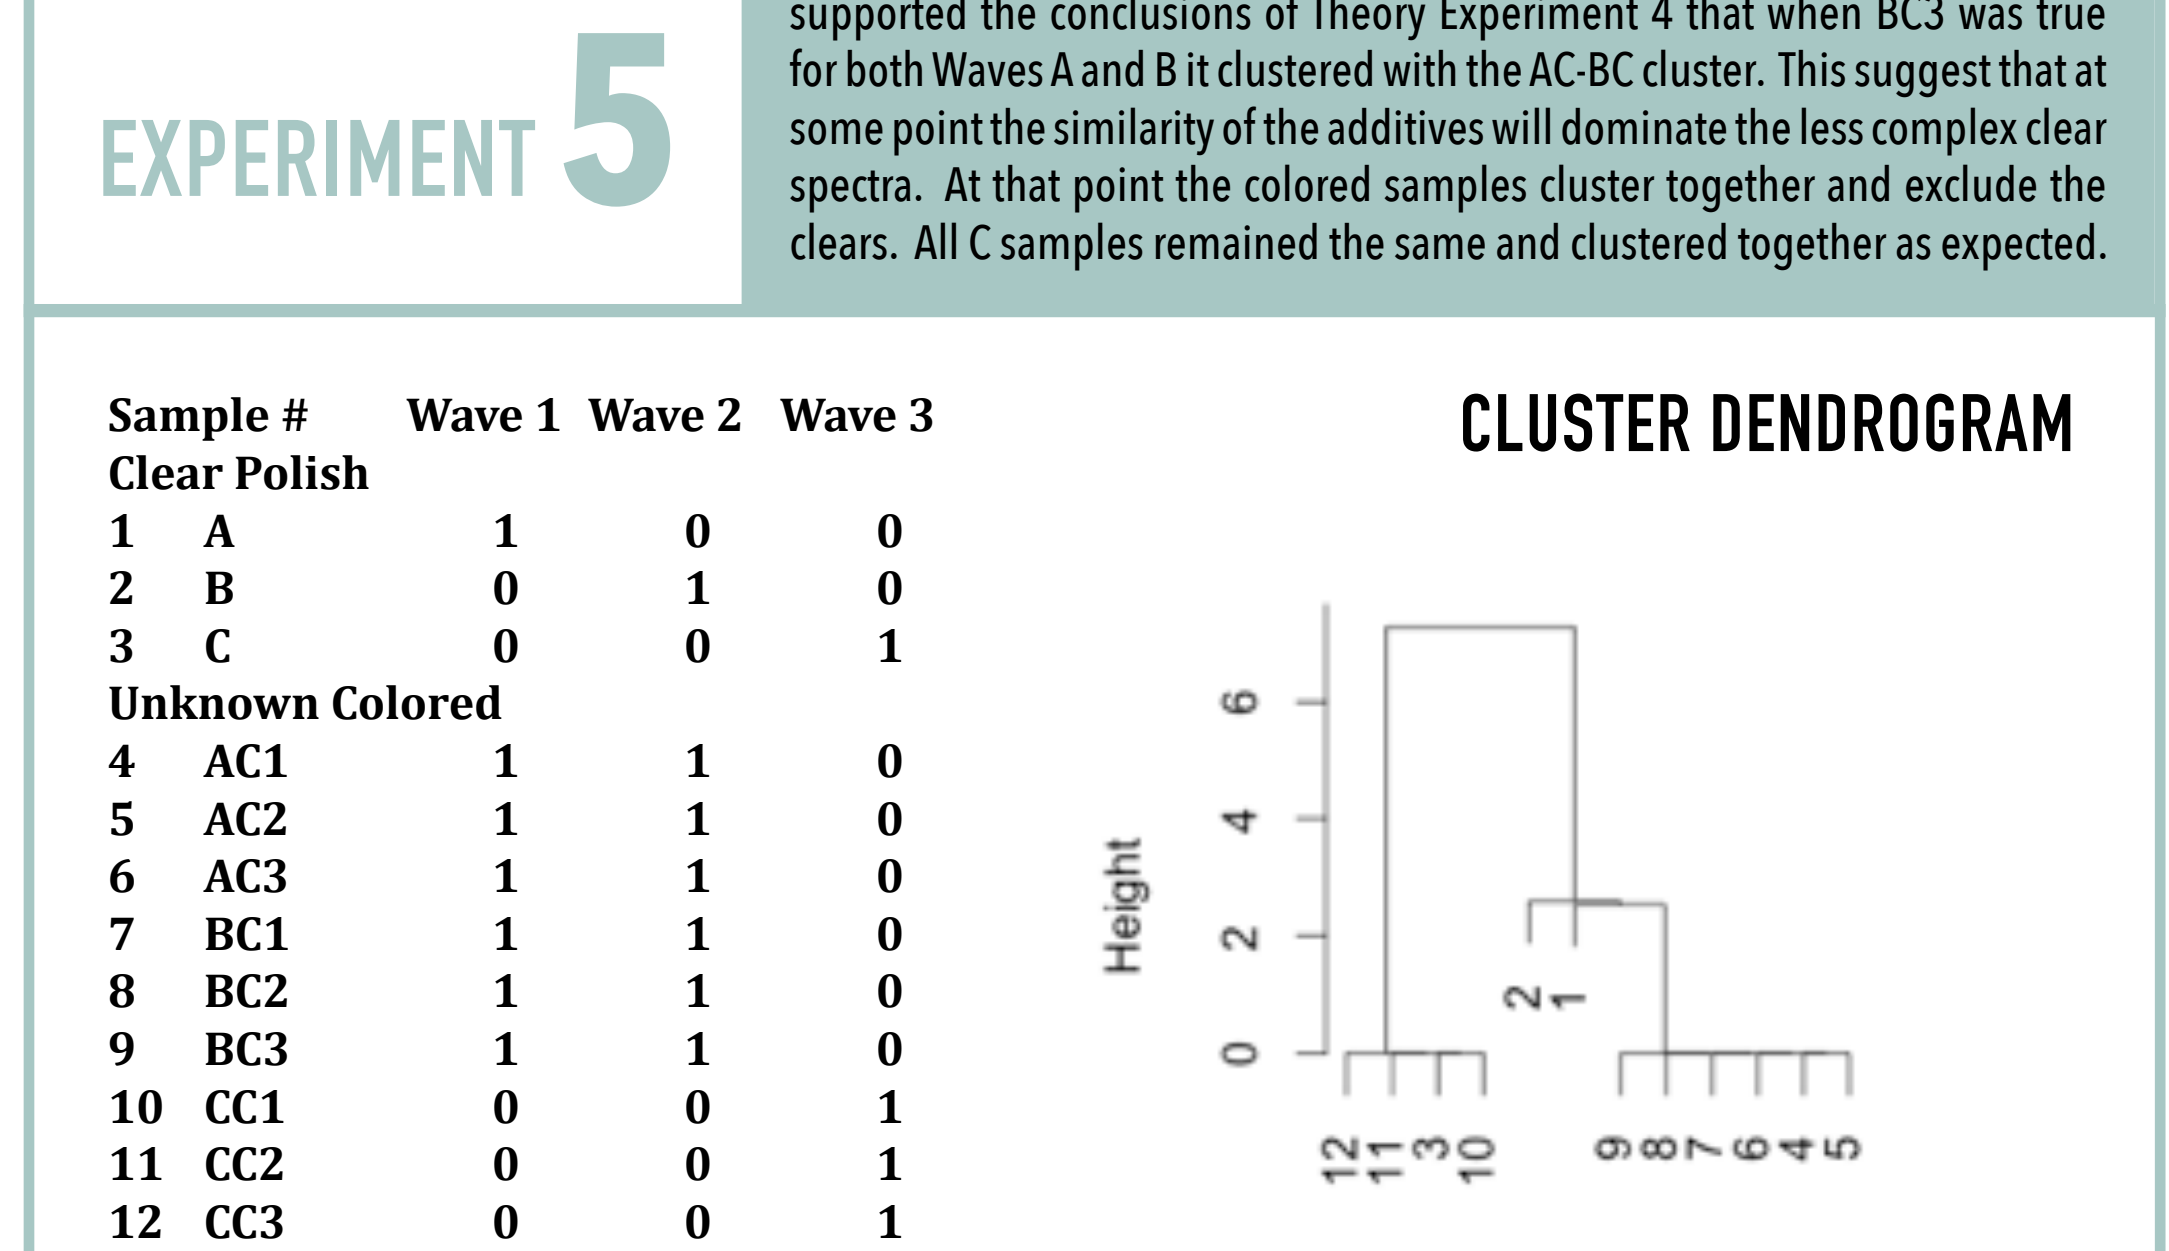 supported the conclusions of Theory Experiment 4 that when BC3 was true
for both Waves A and B it clustered with the AC-BC cluster. This suggest that at
some point the similarity of the additives will dominate the less complex clear
spectra. At that point the colored samples cluster together and exclude the
clears. All C samples remained the same and clustered together as expected.
EXPERIMENT 5
Sample # Wave 1 Wave 2 Wave 3
Clear Polish
1 A 1 0 0
2 B 0 1 0
3 C 0 0 1
Unknown Colored
4 AC1 1 1 0
5 AC2 1 1 0
6 AC3 1 1 0
7 BC1 1 1 0
8 BC2 1 1 0
9 BC3 1 1 0
10 CC1 0 0 1
11 CC2 0 0 1
12 CC3 0 0 1
CLUSTER DENDROGRAM
Height
6
4
2
0
2 1
12 11 3 10 9 8 7 6 4 5